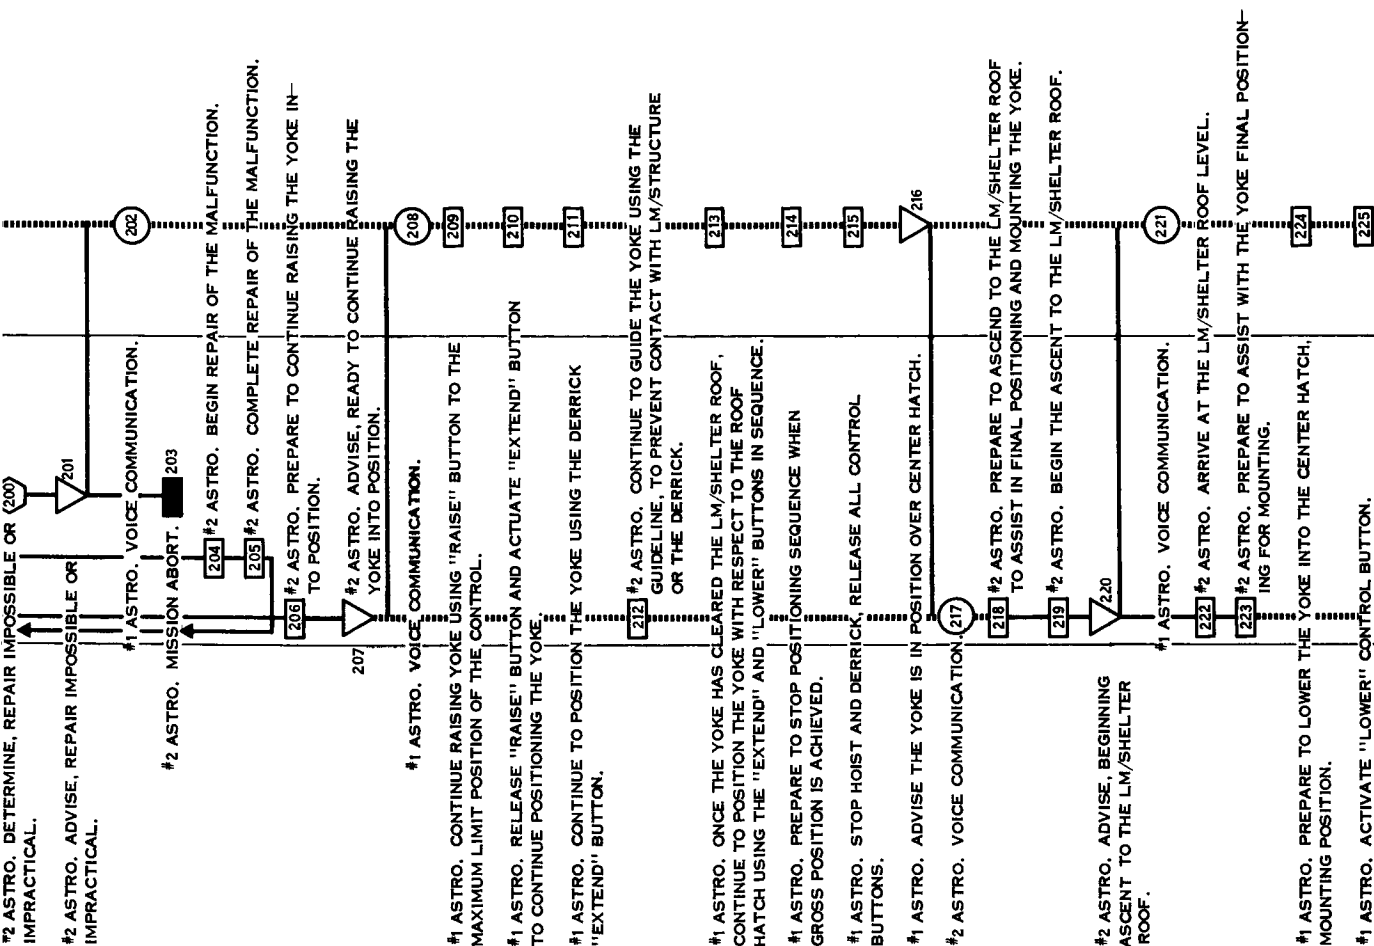 #2 ASTRO. DETERMINE, REPAIR IMPOSSIBLE OR
IMPRACTICAL.
200
#2 ASTRO. ADVISE, REPAIR IMPOSSIBLE OR
IMPRACTICAL.
201
#1 ASTRO. VOICE COMMUNICATION.
202
#2 ASTRO. MISSION ABORT.
203
204
#2 ASTRO. BEGIN REPAIR OF THE MALFUNCTION.
205
#2 ASTRO. COMPLETE REPAIR OF THE MALFUNCTION.
206
#2 ASTRO. PREPARE TO CONTINUE RAISING THE YOKE IN—
TO POSITION.
207
#2 ASTRO. ADVISE, READY TO CONTINUE RAISING THE
YOKE INTO POSITION.
#1 ASTRO. VOICE COMMUNICATION.
208
#1 ASTRO. CONTINUE RAISING YOKE USING "RAISE" BUTTON TO THE
MAXIMUM LIMIT POSITION OF THE CONTROL.
209
#1 ASTRO. RELEASE "RAISE" BUTTON AND ACTUATE "EXTEND" BUTTON
TO CONTINUE POSITIONING THE YOKE.
210
#1 ASTRO. CONTINUE TO POSITION THE YOKE USING THE DERRICK
"EXTEND" BUTTON.
211
212
#2 ASTRO. CONTINUE TO GUIDE THE YOKE USING THE
GUIDELINE, TO PREVENT CONTACT WITH LM/STRUCTURE
OR THE DERRICK.
#1 ASTRO. ONCE THE YOKE HAS CLEARED THE LM/SHELTER ROOF,
CONTINUE TO POSITION THE YOKE WITH RESPECT TO THE ROOF
HATCH USING THE "EXTEND" AND "LOWER" BUTTONS IN SEQUENCE.
213
#1 ASTRO. PREPARE TO STOP POSITIONING SEQUENCE WHEN
GROSS POSITION IS ACHIEVED.
214
#1 ASTRO. STOP HOIST AND DERRICK, RELEASE ALL CONTROL
BUTTONS.
215
#1 ASTRO. ADVISE THE YOKE IS IN POSITION OVER CENTER HATCH.
216
#2 ASTRO. VOICE COMMUNICATION.
217
218
#2 ASTRO. PREPARE TO ASCEND TO THE LM/SHELTER ROOF
TO ASSIST IN FINAL POSITIONING AND MOUNTING THE YOKE.
219
#2 ASTRO. BEGIN THE ASCENT TO THE LM/SHELTER ROOF.
#2 ASTRO. ADVISE, BEGINNING
ASCENT TO THE LM/SHELTER
ROOF.
220
#1 ASTRO. VOICE COMMUNICATION.
221
222
#2 ASTRO. ARRIVE AT THE LM/SHELTER ROOF LEVEL.
223
#2 ASTRO. PREPARE TO ASSIST WITH THE YOKE FINAL POSITION—
ING FOR MOUNTING.
#1 ASTRO. PREPARE TO LOWER THE YOKE INTO THE CENTER HATCH,
MOUNTING POSITION.
224
#1 ASTRO. ACTIVATE "LOWER" CONTROL BUTTON.
225